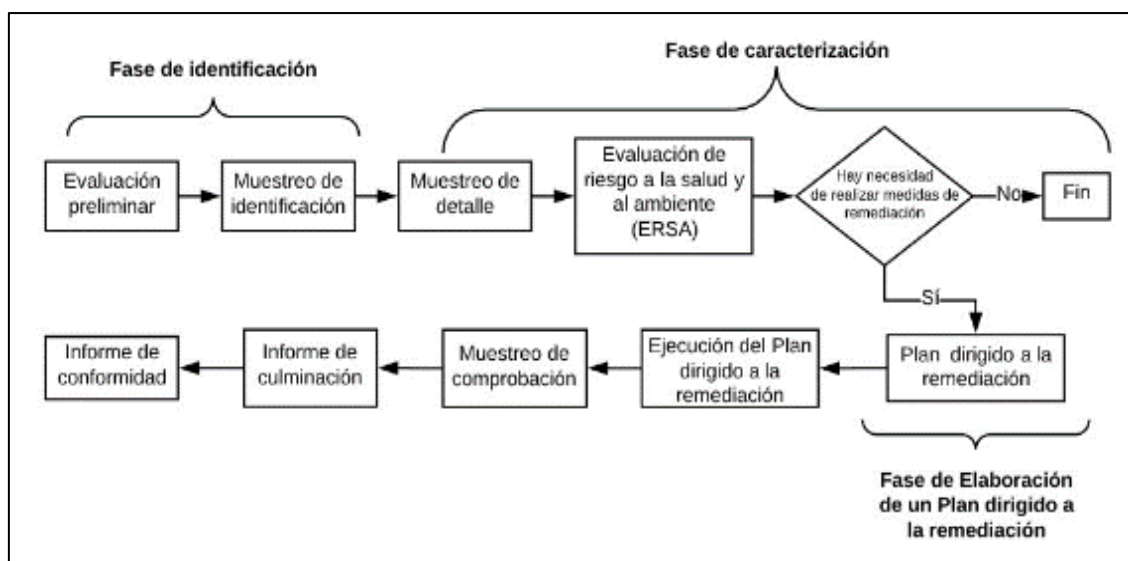 Fase de identificación
Fase de caracterización
Evaluación
preliminar
Muestreo de
identificación
Muestreo de
detalle
Evaluación de
riesgo a la salud y
al ambiente
(ERSA)
Hay necesidad
de realizar medidas de
remediación
No
Fin
Sí
Informe de
conformidad
Informe de
culminación
Muestreo de
comprobación
Ejecución del Plan
dirigido a la
remediación
Plan dirigido a la
remediación
Fase de Elaboración
de un Plan dirigido a
la remediación